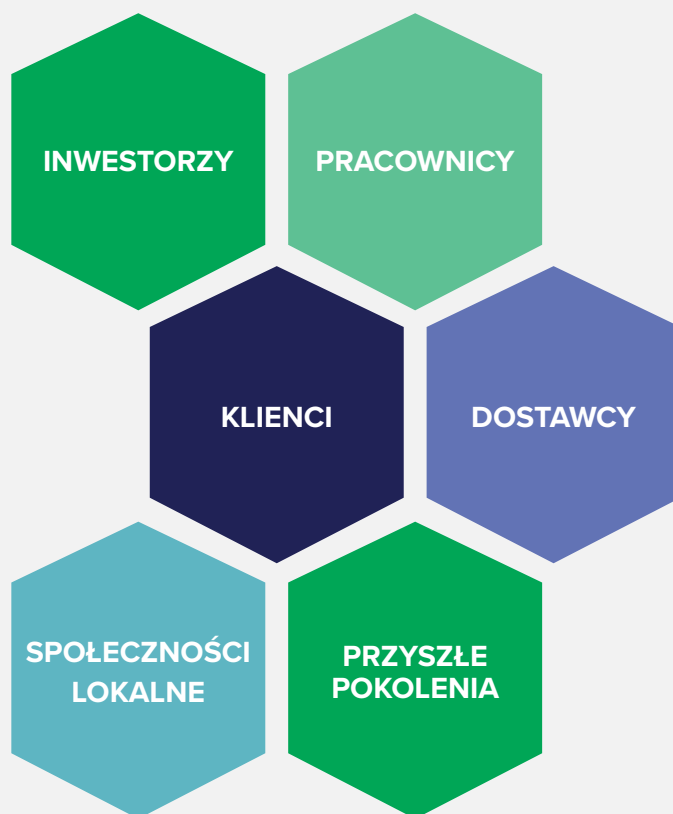 INWESTORZY
PRACOWNICY
KLIENCI
DOSTAWCY
SPOŁECZNOŚCI
LOKALNE
PRZYSZŁE
POKOLENIA